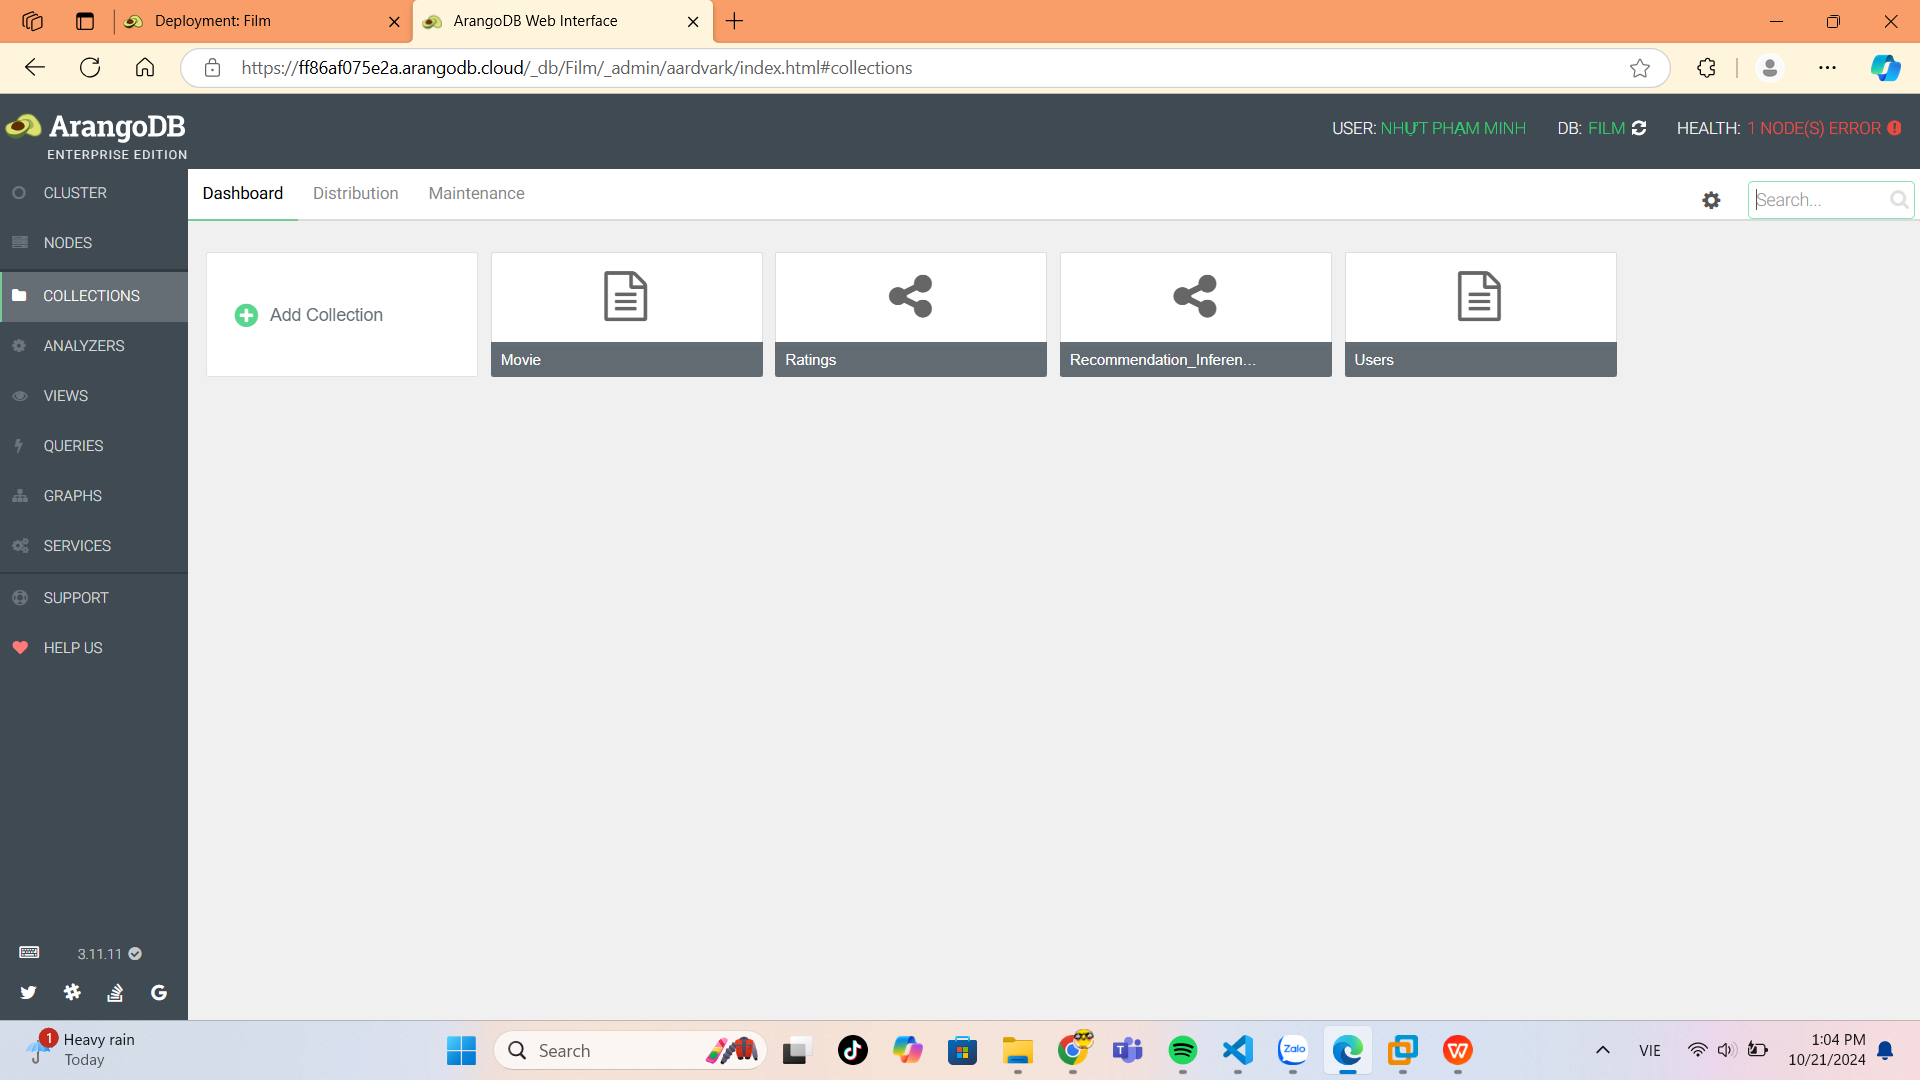 Deployment: Film
ArangoDB Web Interface
https://ff86af075e2a.arangodb.cloud/_db/Film/_admin/aardvark/index.html#collections
ArangoDB
ENTERPRISE EDITION
USER: NHỰT PHẠM MINH
DB: FILM
HEALTH: 1 NODE(S) ERROR
CLUSTER
NODES
COLLECTIONS
ANALYZERS
VIEWS
QUERIES
GRAPHS
SERVICES
SUPPORT
HELP US
3.11.11
Dashboard
Distribution
Maintenance
Search...
Add Collection
Movie
Ratings
Recommendation_Inferen...
Users
1
Heavy rain
Today
Search
Zalo
VIE
1:04 PM
10/21/2024